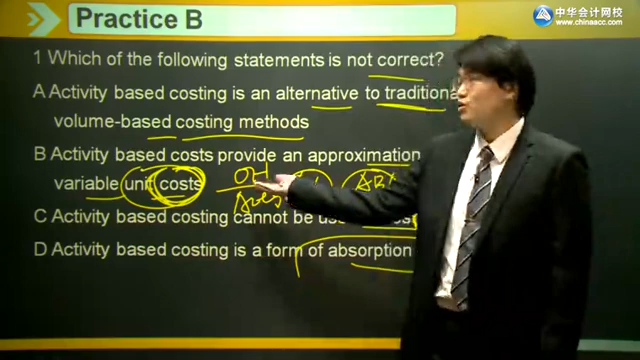 Practice B
中华会计网校
www.chinaacc.com
1 Which of the following statements is not correct?
A Activity based costing is an alternative to tradition
volume-based costing methods
B Activity based costs provide an approximation
variable unit costs
OH
C Activity based costing cannot be
D Activity based costing is a form of absorption